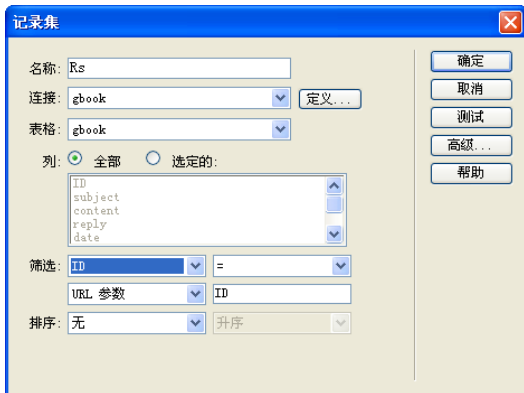 记录集
名称: Rs
连接: gbook 定义...
表格: gbook
列: 全部 选定的:
ID
subject
content
reply
date
筛选: ID =
URL 参数 ID
排序: 无 升序
确定
取消
测试
高级...
帮助